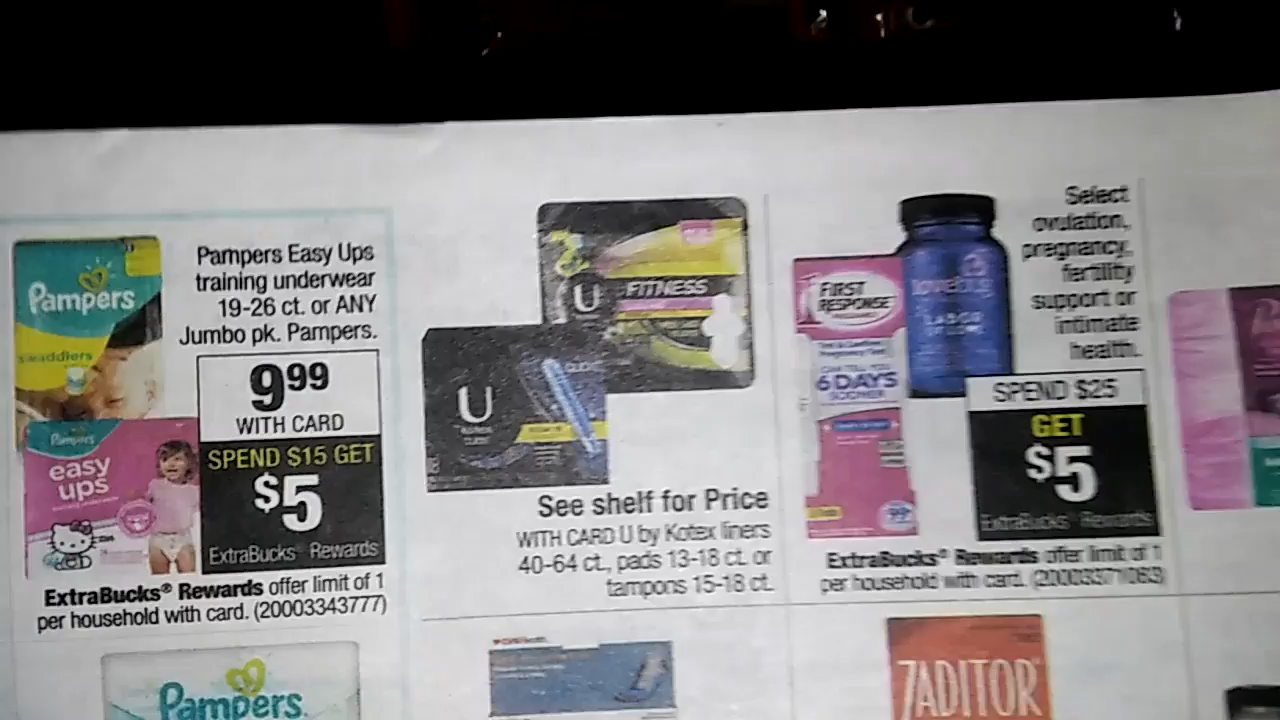 Pampers
swaddlers
Pampers
easy
ups
Pampers Easy Ups
training underwear
19-26 ct. or ANY
Jumbo pk. Pampers.
9 99
WITH CARD
SPEND $15 GET
$5
ExtraBucks® Rewards
ExtraBucks® Rewards offer limit of 1
per household with card. (20003343777)
U
FITNESS
U
See shelf for Price
WITH CARD U by Kotex liners
40-64 ct., pads 13-18 ct. or
tampons 15-18 ct.
FIRST
RESPONSE
6 DAYS
SOONER
99
Select
ovulation,
pregnancy,
fertility
support or
intimate
health.
SPEND $25
GET
$5
ExtraBucks® Rewards
ExtraBucks® Rewards offer limit of 1
per household with card.
Pampers
ZADITOR